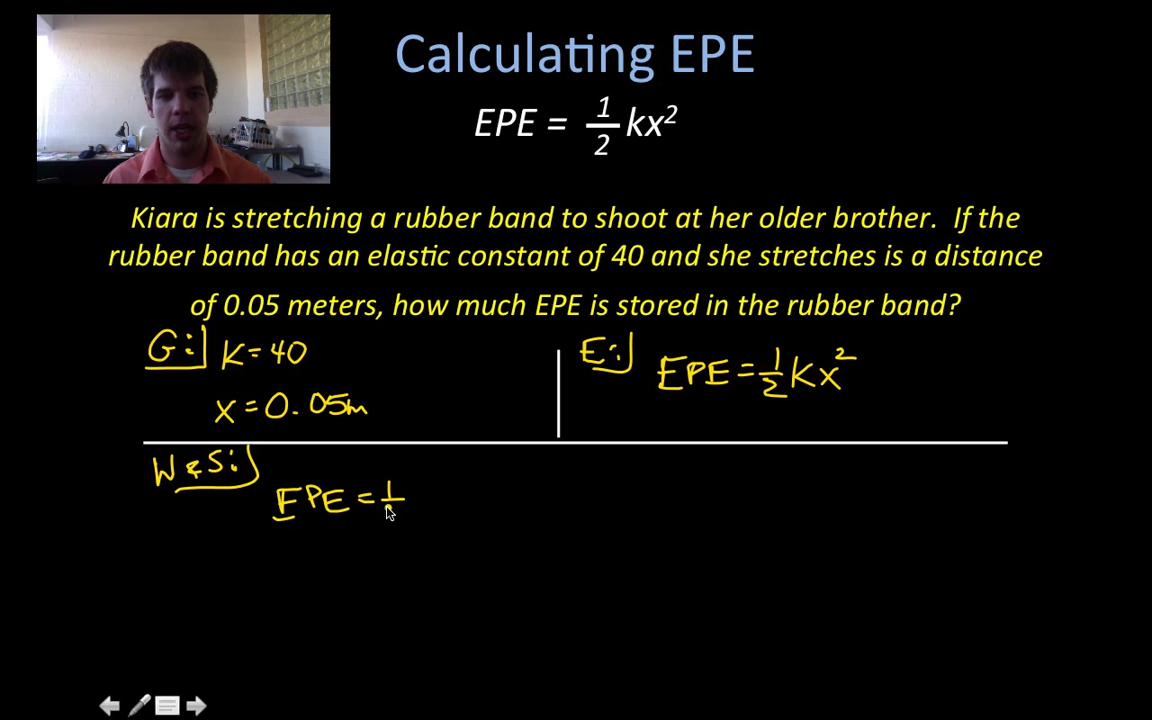 Calculating EPE
EPE = 1/2 kx²
Kiara is stretching a rubber band to shoot at her older brother. If the
rubber band has an elastic constant of 40 and she stretches is a distance
of 0.05 meters, how much EPE is stored in the rubber band?
G:
K=40
x=0.05m
E:
EPE=1/2Kx²
W&S:
EPE=1/